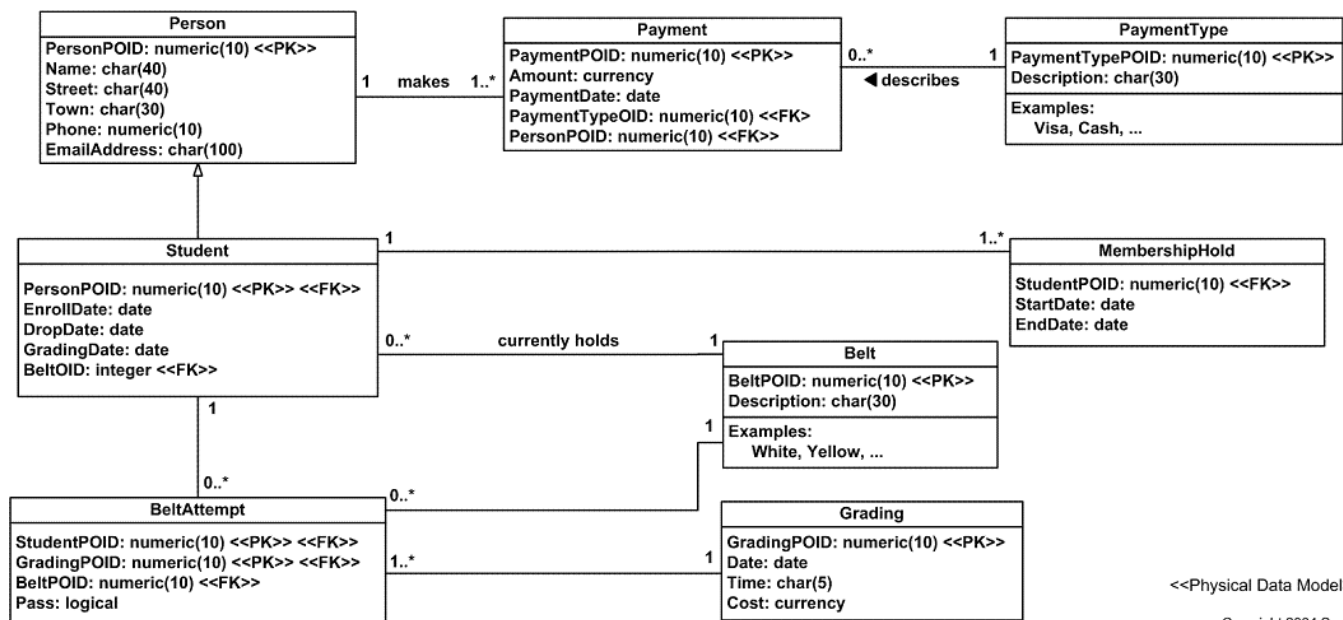 Person
PersonPOID: numeric(10) <<PK>>
Name: char(40)
Street: char(40)
Town: char(30)
Phone: numeric(10)
EmailAddress: char(100)
1 makes 1..*
Payment
PaymentPOID: numeric(10) <<PK>>
Amount: currency
PaymentDate: date
PaymentTypeOID: numeric(10) <<FK>
PersonPOID: numeric(10) <<FK>>
0..* 1
describes
PaymentType
PaymentTypePOID: numeric(10) <<PK>>
Description: char(30)
Examples:
Visa, Cash, ...
Student
PersonPOID: numeric(10) <<PK>> <<FK>>
EnrollDate: date
DropDate: date
GradingDate: date
BeltOID: integer <<FK>>
1 1..*
MembershipHold
StudentPOID: numeric(10) <<FK>>
StartDate: date
EndDate: date
0..* currently holds 1
Belt
BeltPOID: numeric(10) <<PK>>
Description: char(30)
Examples:
White, Yellow, ...
1
0..*
1
0..*
BeltAttempt
StudentPOID: numeric(10) <<PK>> <<FK>>
GradingPOID: numeric(10) <<PK>> <<FK>>
BeltPOID: numeric(10) <<FK>>
Pass: logical
1..* 1
Grading
GradingPOID: numeric(10) <<PK>>
Date: date
Time: char(5)
Cost: currency
<<Physical Data Model